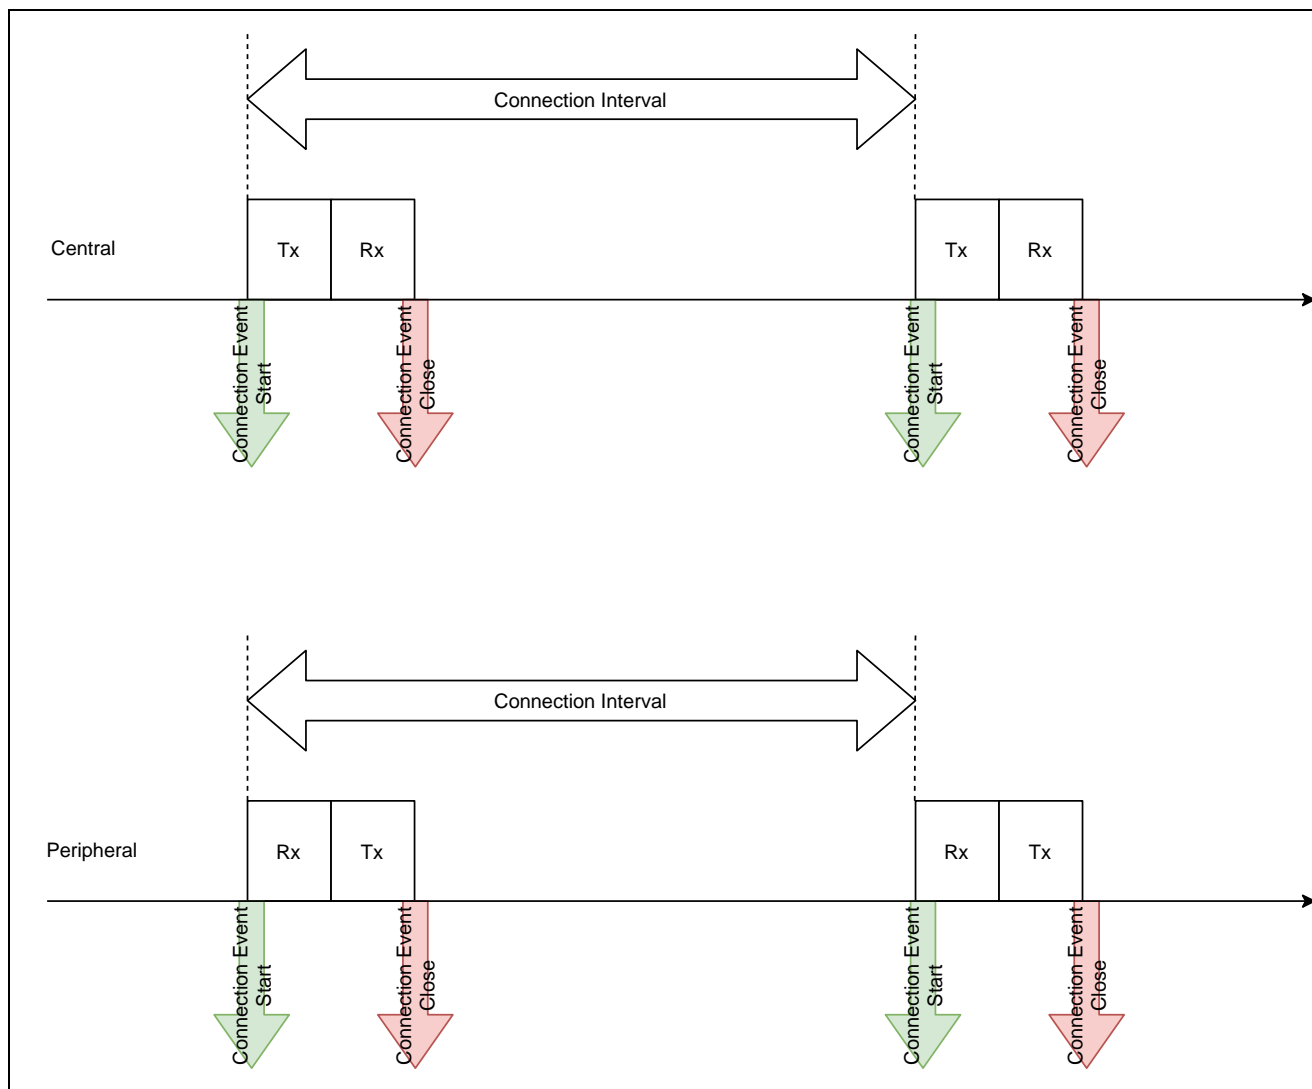 Connection Interval
Central
Tx
Rx
Tx
Rx
Connection Event
Start
Connection Event
Close
Connection Event
Start
Connection Event
Close
Connection Interval
Peripheral
Rx
Tx
Rx
Tx
Connection Event
Start
Connection Event
Close
Connection Event
Start
Connection Event
Close